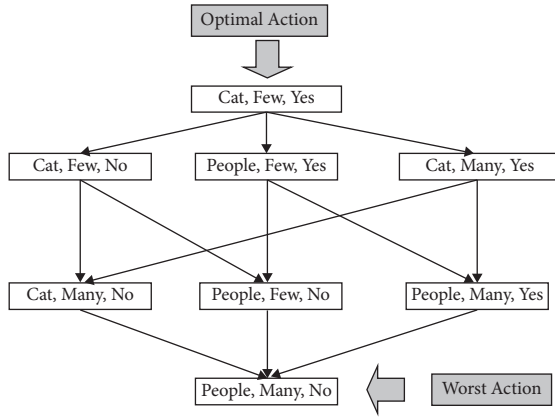 Optimal Action
Cat, Few, Yes
Cat, Few, No
People, Few, Yes
Cat, Many, Yes
Cat, Many, No
People, Few, No
People, Many, Yes
People, Many, No
Worst Action